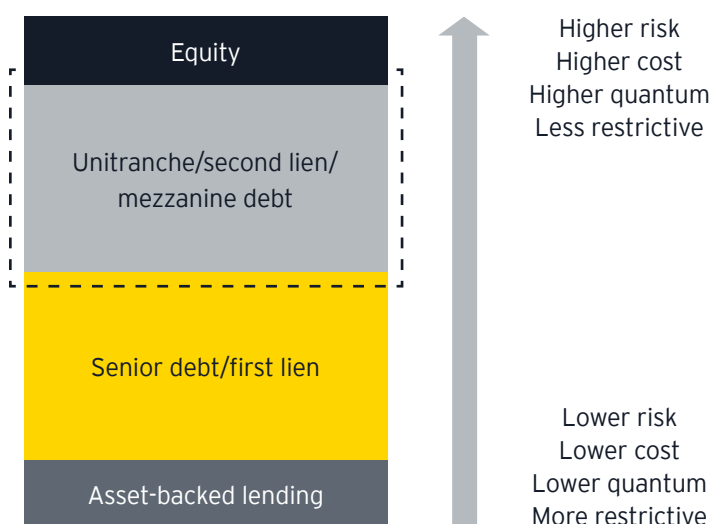 Equity
Unitranche/second lien/
mezzanine debt
Senior debt/first lien
Asset-backed lending
Higher risk
Higher cost
Higher quantum
Less restrictive
Lower risk
Lower cost
Lower quantum
More restrictive